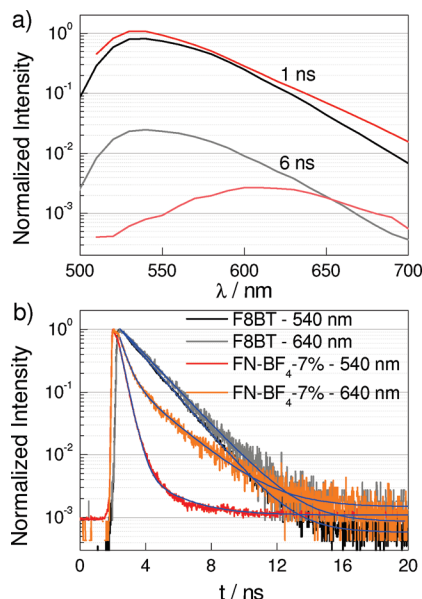 a)
Normalized Intensity
10⁰
10⁻¹
10⁻²
10⁻³
1 ns
6 ns
500 550 600 650 700
λ / nm
b)
Normalized Intensity
10⁰
10⁻¹
10⁻²
10⁻³
F8BT - 540 nm
F8BT - 640 nm
FN-BF₄-7% - 540 nm
FN-BF₄-7% - 640 nm
0 4 8 12 16 20
t / ns